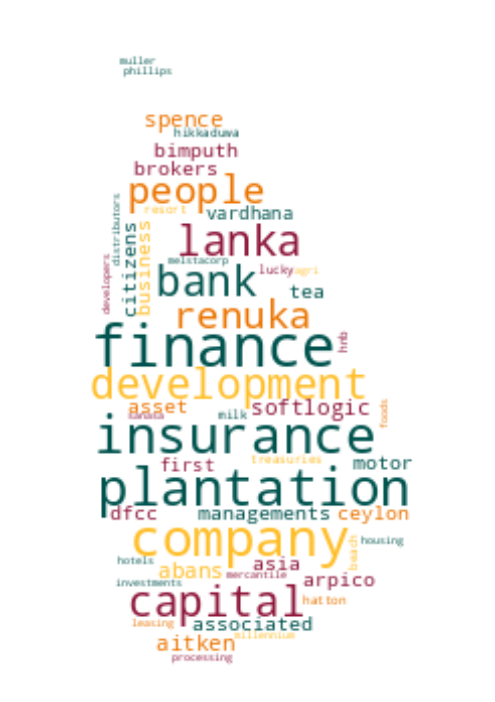 muller
phillips
spence
hikkaduwa
bimputh
brokers
people
resort
vardhana
distributors
citizens
business
lanka
melstacorp
developers
bank
lucky
agri
tea
renuka
finance
hnb
development
asset
softlogic
milk
foods
insurance
first
treasuries
motor
plantation
dfcc
managements
ceylon
company
beach
housing
hotels
abans
asia
mercantile
investments
arpico
capital
hatton
leasing
associated
millennium
aitken
processing